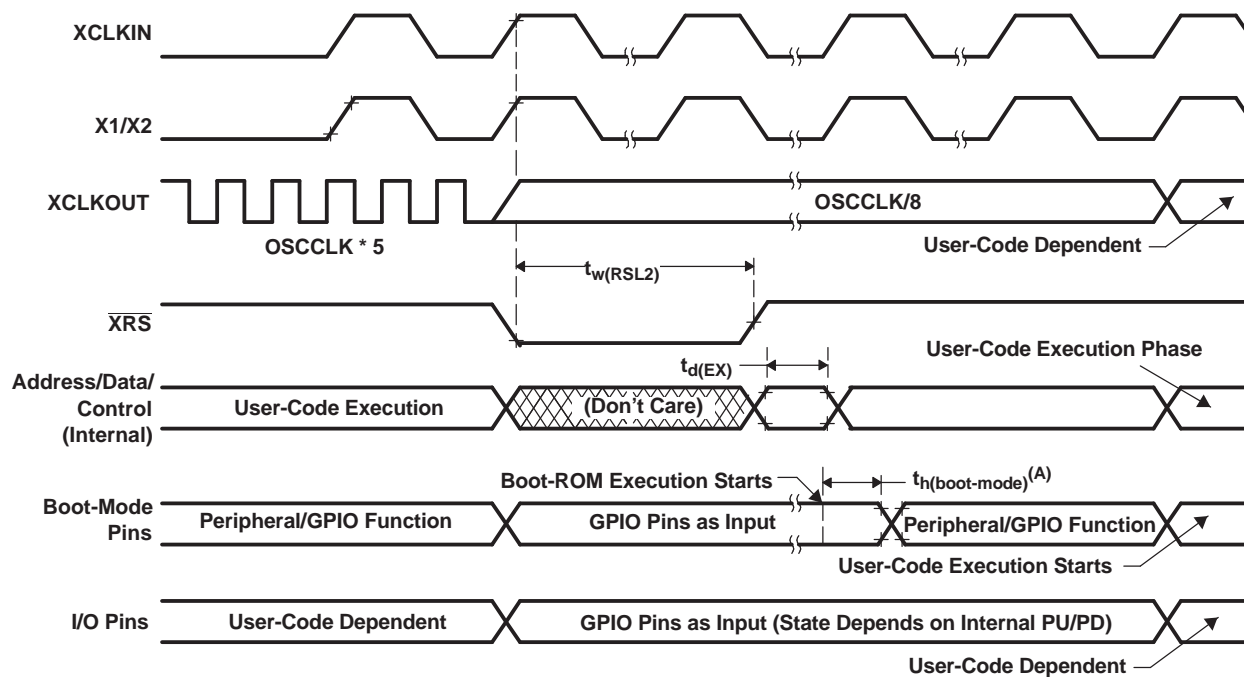 XCLKIN
X1/X2
XCLKOUT
OSCCLK * 5
OSCCLK/8
User-Code Dependent
tw(RSL2)
XRS
User-Code Execution Phase
td(EX)
Address/Data/
Control
(Internal)
User-Code Execution
(Don't Care)
Boot-ROM Execution Starts
th(boot-mode)(A)
Boot-Mode
Pins
Peripheral/GPIO Function
GPIO Pins as Input
Peripheral/GPIO Function
User-Code Execution Starts
I/O Pins
User-Code Dependent
GPIO Pins as Input (State Depends on Internal PU/PD)
User-Code Dependent